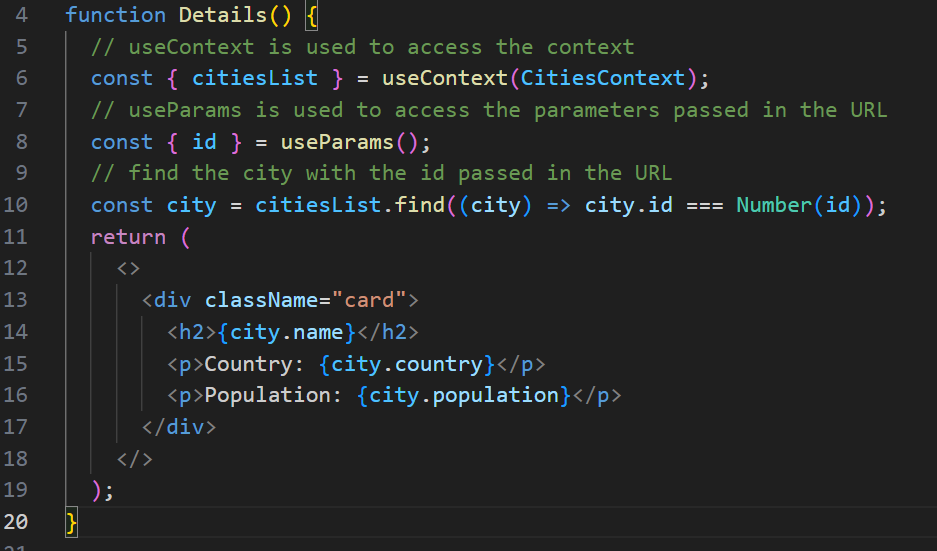 4 function Details() {
5 // useContext is used to access the context
6 const { citiesList } = useContext(CitiesContext);
7 // useParams is used to access the parameters passed in the URL
8 const { id } = useParams();
9 // find the city with the id passed in the URL
10 const city = citiesList.find((city) => city.id === Number(id));
11 return (
12 <>
13 <div className="card">
14 <h2>{city.name}</h2>
15 <p>Country: {city.country}</p>
16 <p>Population: {city.population}</p>
17 </div>
18 </>
19 );
20 }
21